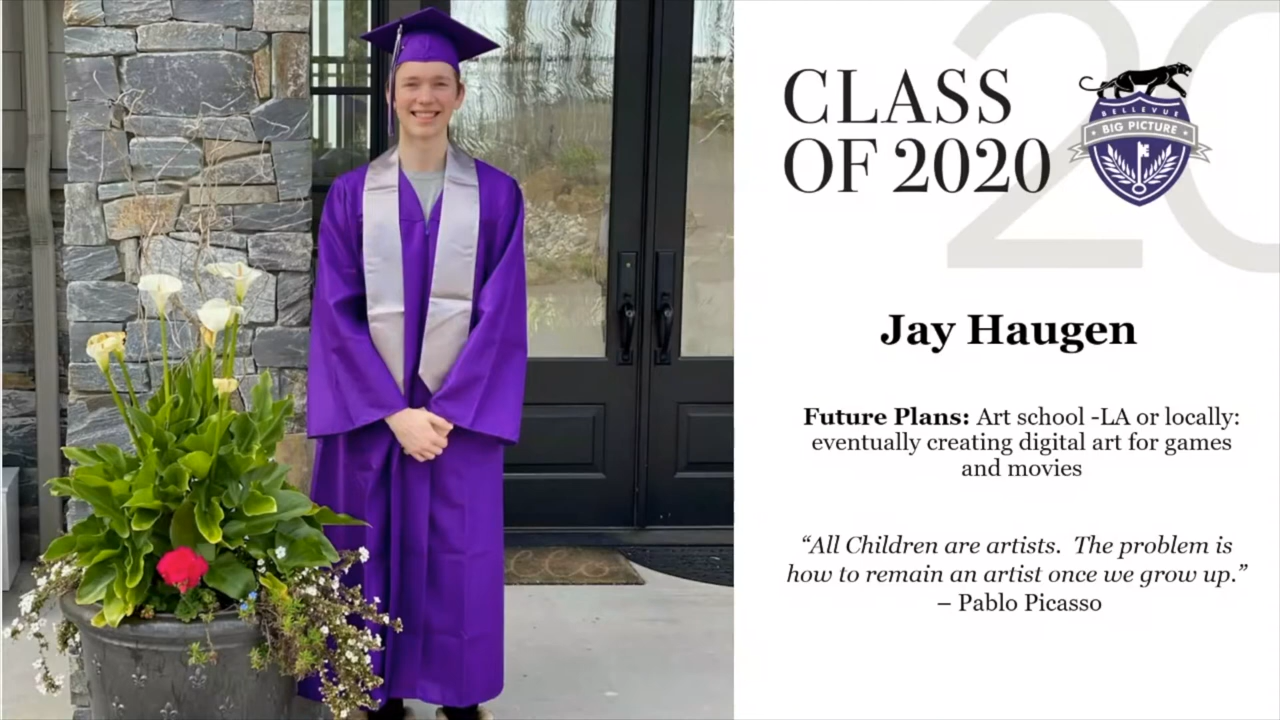 CLASS
OF 2020
20
BELLEVUE
BIG PICTURE
Jay Haugen
Future Plans: Art school -LA or locally:
eventually creating digital art for games
and movies
“All Children are artists.  The problem is
how to remain an artist once we grow up.”
– Pablo Picasso